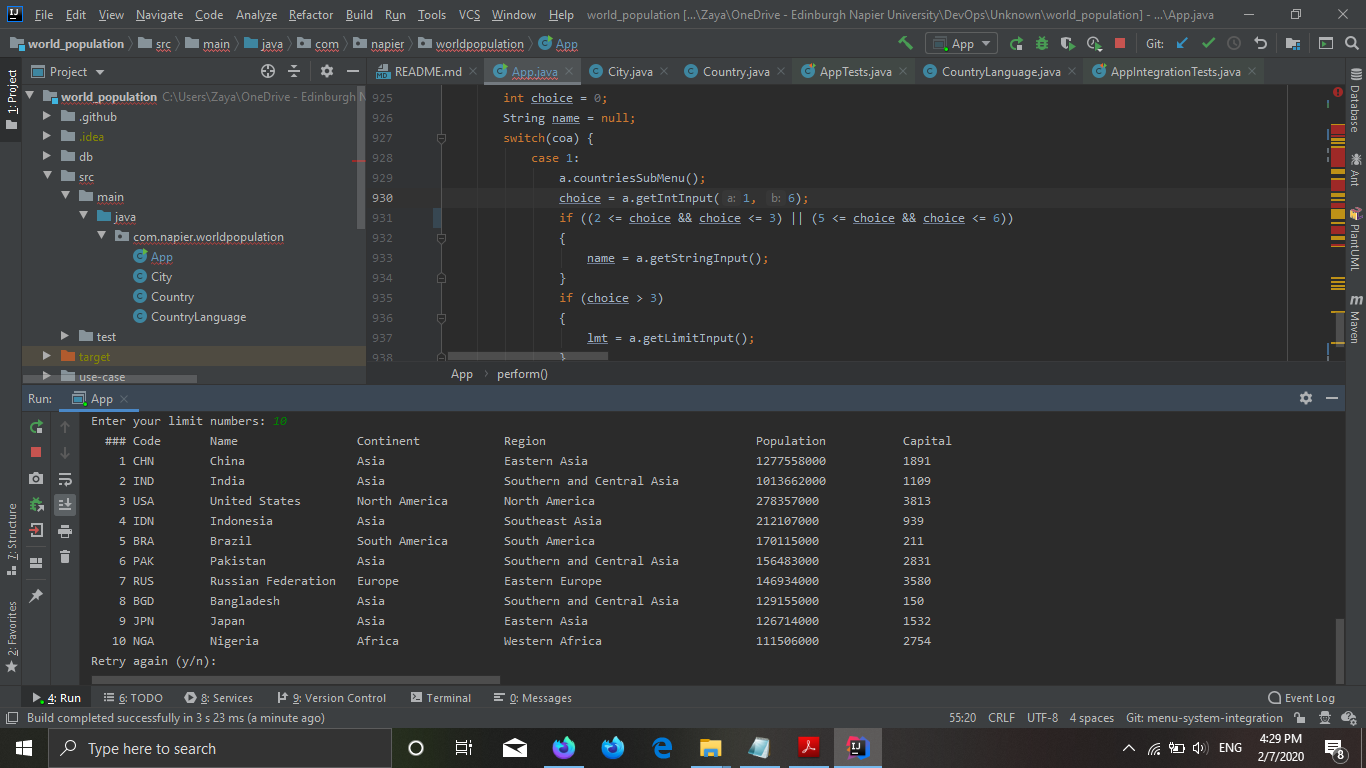 File Edit View Navigate Code Analyze Refactor Build Run Tools VCS Window Help world_population [...\Zaya\OneDrive - Edinburgh Napier University\DevOps\Unknown\world_population] - ...\App.java
world_population src main java com napier worldpopulation App App Git:
1: Project
Project
README.md App.java City.java Country.java AppTests.java CountryLanguage.java AppIntegrationTests.java
world_population C:\Users\Zaya\OneDrive - Edinburgh N
.github
.idea
db
src
main
java
com.napier.worldpopulation
App
City
Country
CountryLanguage
test
target
use-case
925 int choice = 0;
926 String name = null;
927 switch(coa) {
928 case 1:
929 a.countriesSubMenu();
930 choice = a.getIntInput( a: 1, b: 6);
931 if ((2 <= choice && choice <= 3) || (5 <= choice && choice <= 6))
932 {
933 name = a.getStringInput();
934 }
935 if (choice > 3)
936 {
937 lmt = a.getLimitInput();
938 }
App perform()
Database
Ant
PlantUML
Maven
Run: App
Enter your limit numbers: 10
### Code Name Continent Region Population Capital
1 CHN China Asia Eastern Asia 1277558000 1891
2 IND India Asia Southern and Central Asia 1013662000 1109
3 USA United States North America North America 278357000 3813
4 IDN Indonesia Asia Southeast Asia 212107000 939
5 BRA Brazil South America South America 170115000 211
6 PAK Pakistan Asia Southern and Central Asia 156483000 2831
7 RUS Russian Federation Europe Eastern Europe 146934000 3580
8 BGD Bangladesh Asia Southern and Central Asia 129155000 150
9 JPN Japan Asia Eastern Asia 126714000 1532
10 NGA Nigeria Africa Western Africa 111506000 2754
Retry again (y/n):
7: Structure
2: Favorites
4: Run 6: TODO 8: Services 9: Version Control Terminal 0: Messages Event Log
Build completed successfully in 3 s 23 ms (a minute ago) 55:20 CRLF UTF-8 4 spaces Git: menu-system-integration
Type here to search ENG 4:29 PM
2/7/2020 8